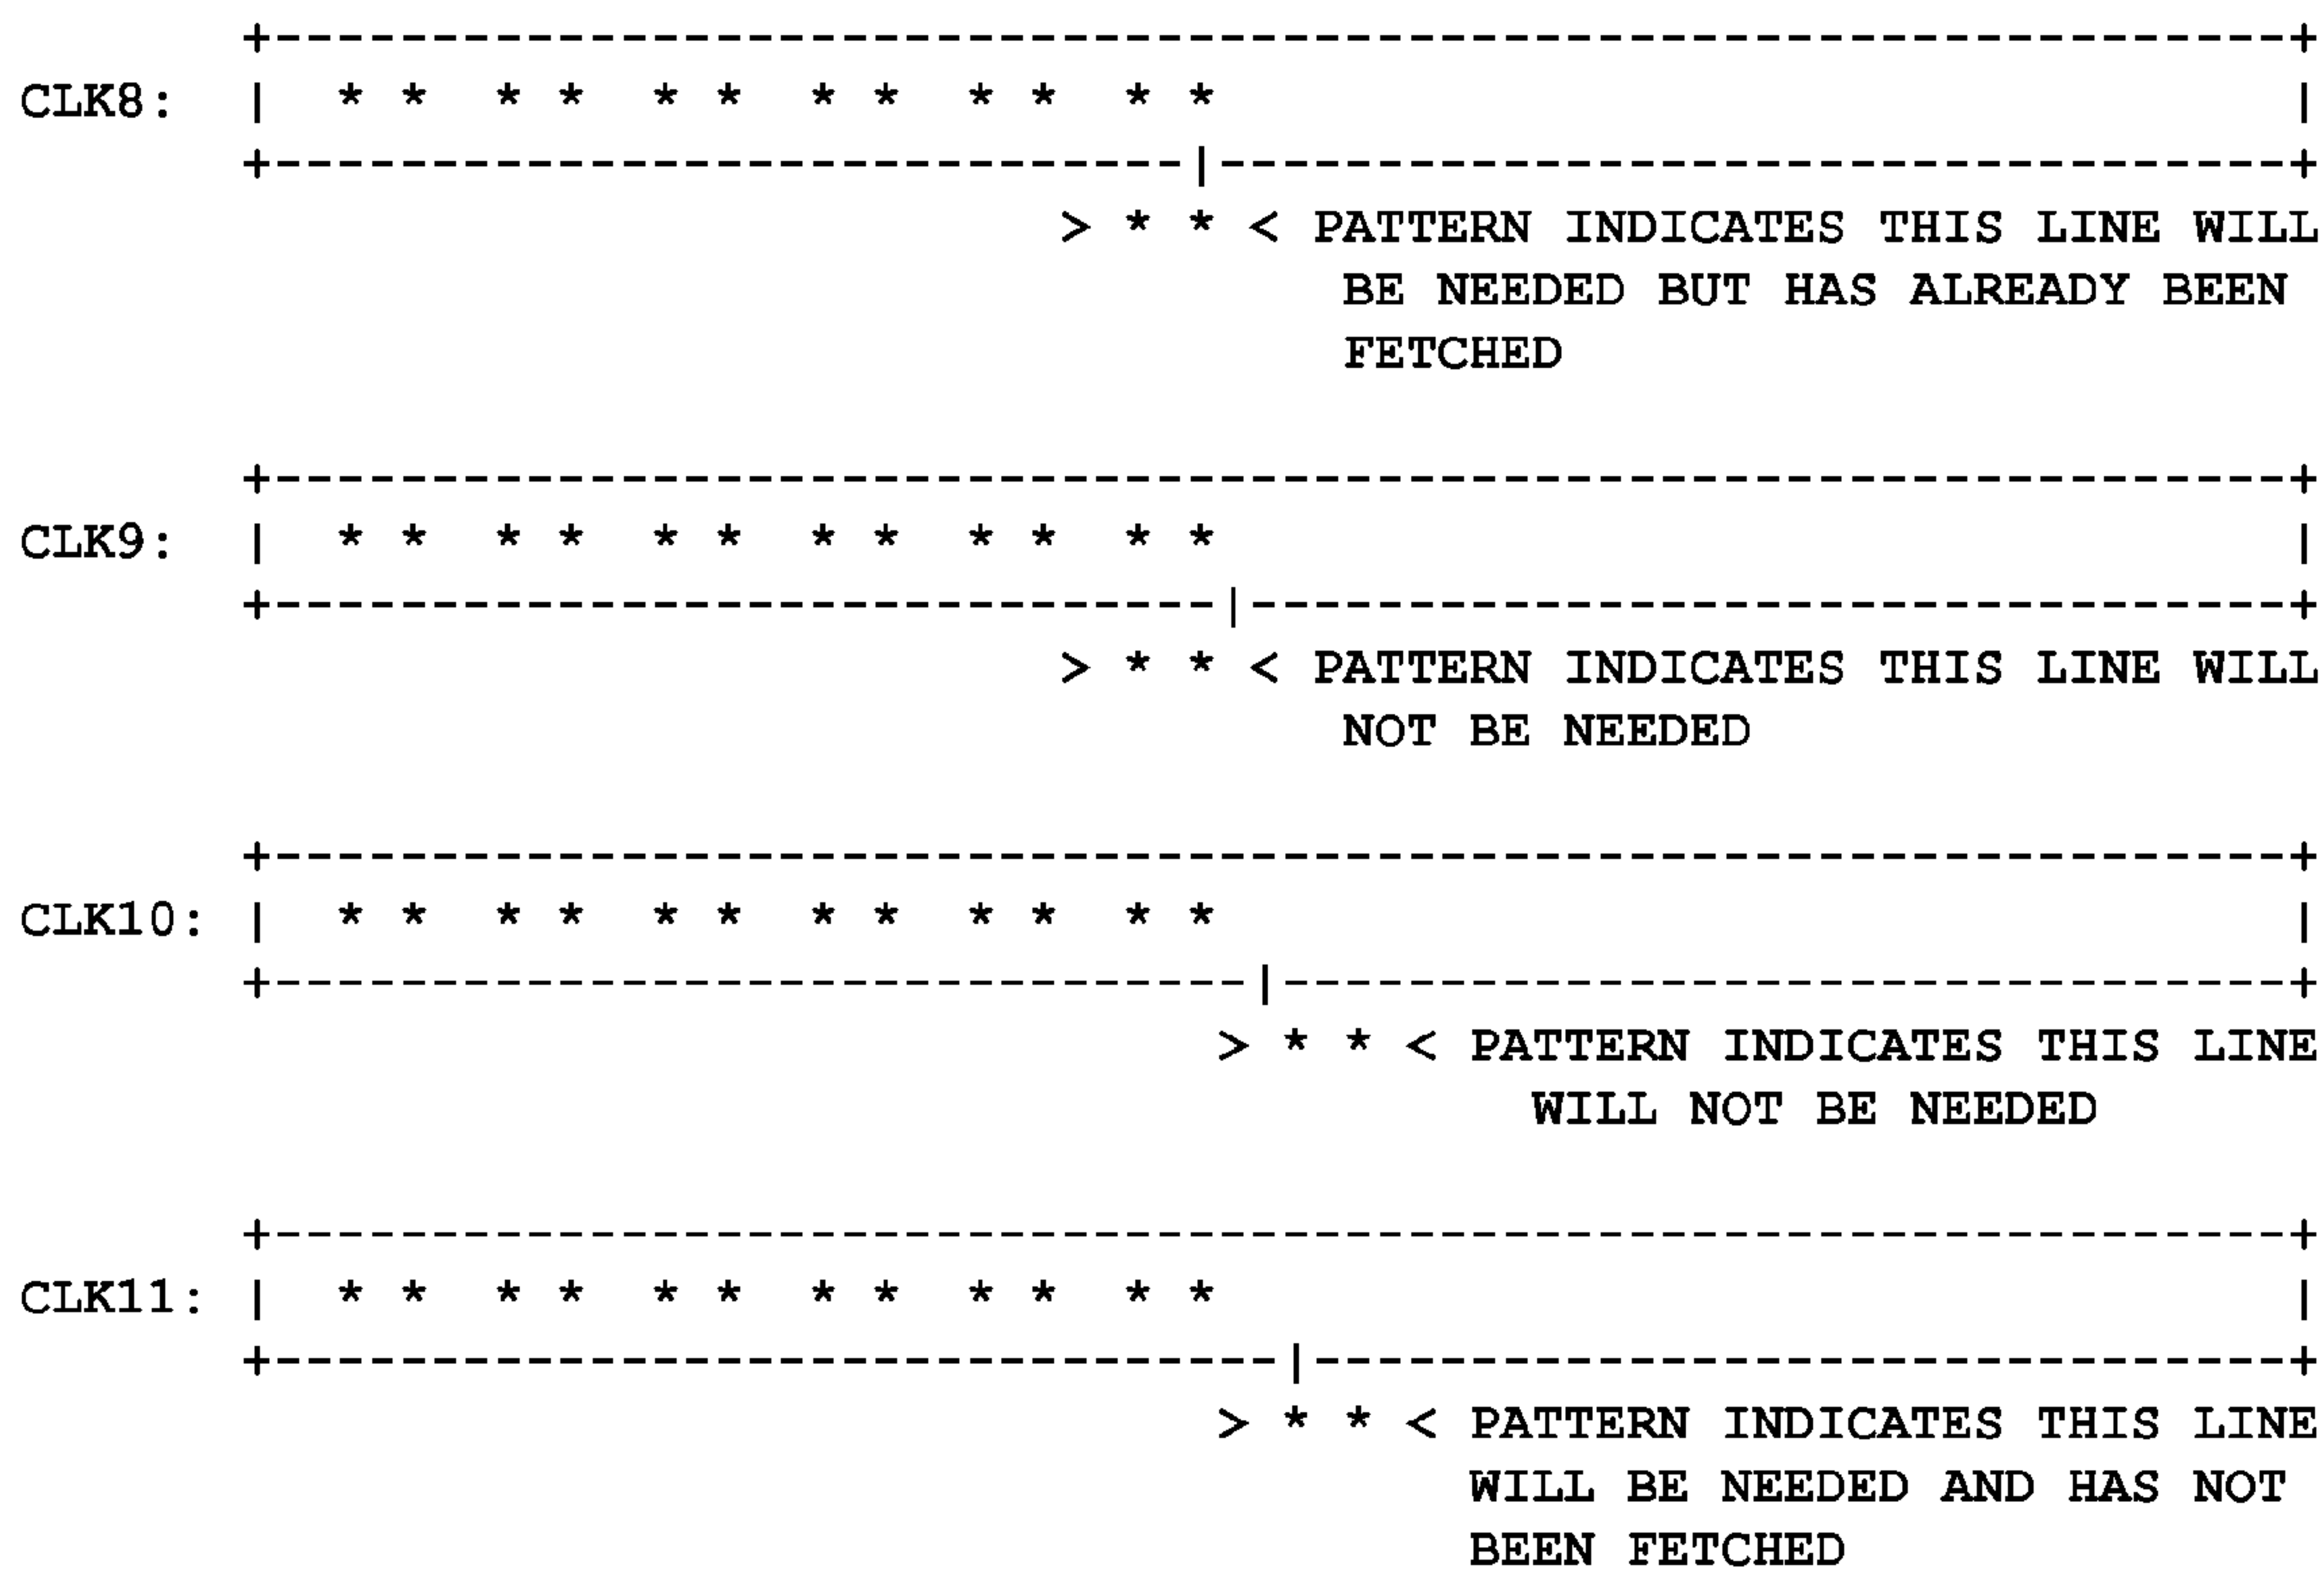 +----------------------------------------------------------------+
CLK8: | * * * * * * * * * * * * |
+-----------------------------|----------------------------------+
> * * < PATTERN INDICATES THIS LINE WILL
BE NEEDED BUT HAS ALREADY BEEN
FETCHED
+----------------------------------------------------------------+
CLK9: | * * * * * * * * * * * * |
+------------------------------|---------------------------------+
> * * < PATTERN INDICATES THIS LINE WILL
NOT BE NEEDED
+----------------------------------------------------------------+
CLK10: | * * * * * * * * * * * * |
+-------------------------------|--------------------------------+
> * * < PATTERN INDICATES THIS LINE
WILL NOT BE NEEDED
+----------------------------------------------------------------+
CLK11: | * * * * * * * * * * * * |
+--------------------------------|-------------------------------+
> * * < PATTERN INDICATES THIS LINE
WILL BE NEEDED AND HAS NOT
BEEN FETCHED